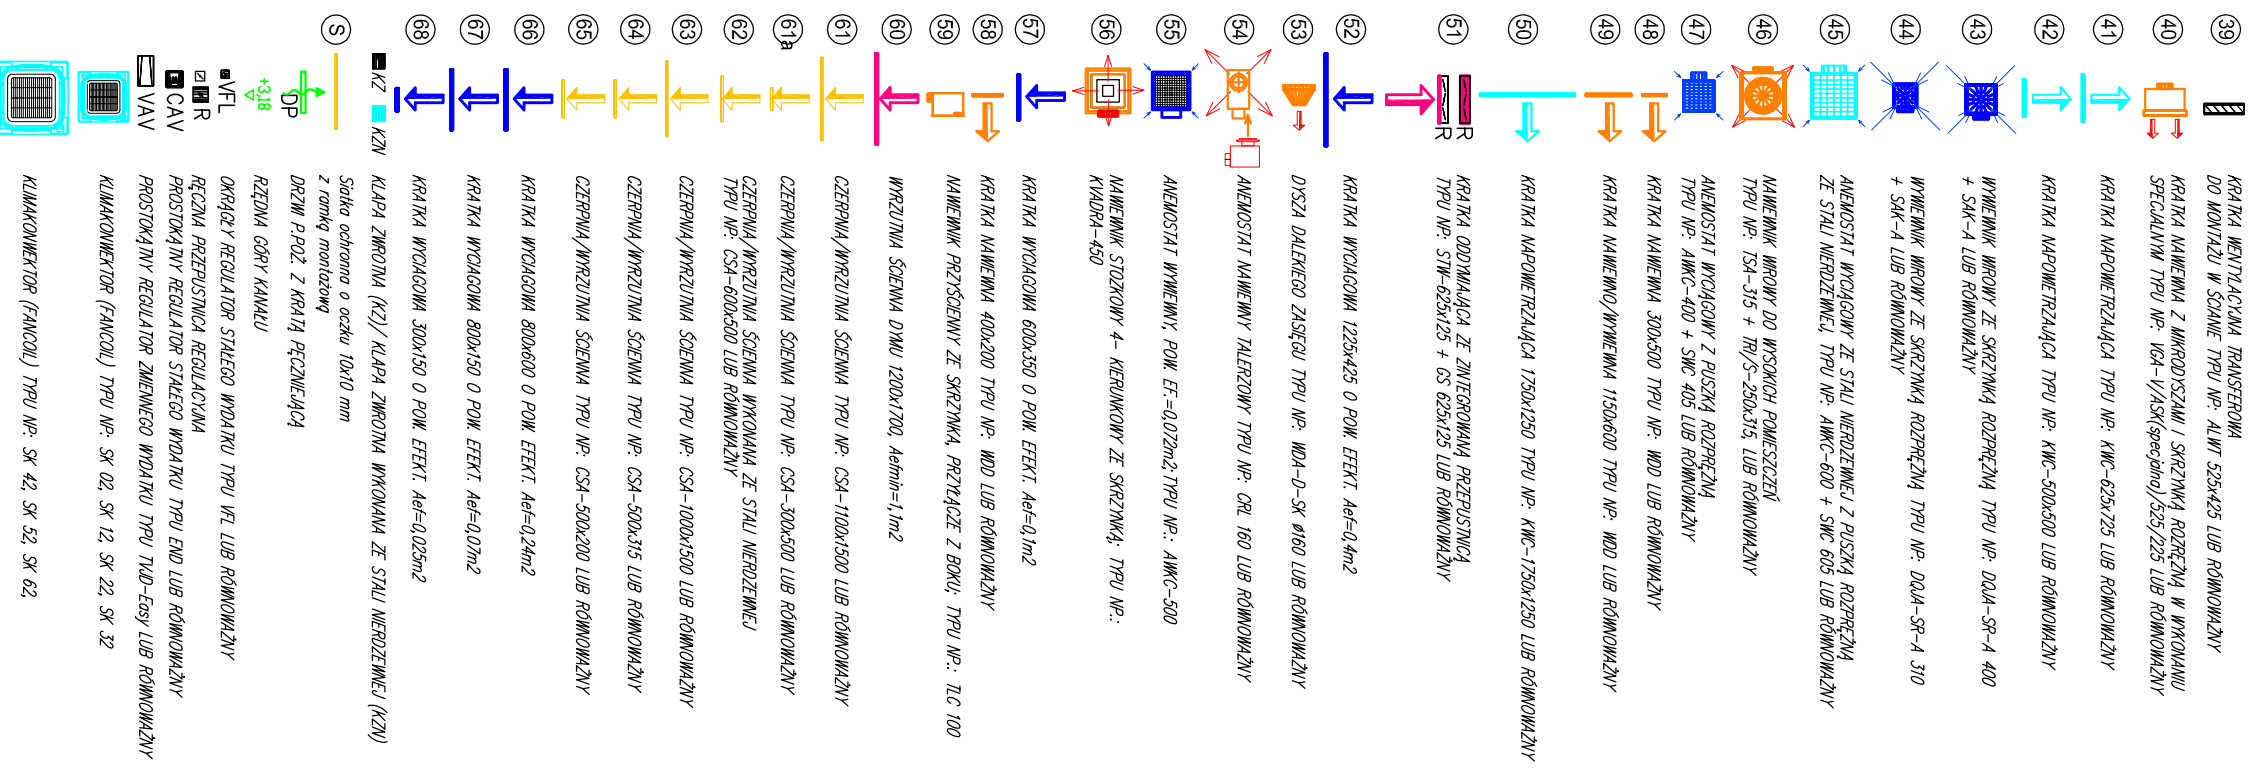 39 KRATKA WENTYLACYJNA TRANSFEROWA
DO MONTAŻU W ŚCIANIE TYPU NP.: ALWT 525x425 LUB RÓWNOWAŻNY
40 KRATKA NAWIEWNA Z MIKRODYSZAMI I SKRZYNKĄ ROZRĘŻNĄ W WYKONANIU
SPECJALNYM TYPU NP.: VGA-V/ASK(specjalna)/525/225 LUB RÓWNOWAŻNY
41 KRATKA NAPOWIETRZAJĄCA TYPU NP.: KWC-625x725 LUB RÓWNOWAŻNY
42 KRATKA NAPOWIETRZAJĄCA TYPU NP.: KWC-500x500 LUB RÓWNOWAŻNY
43 WYWIEWNIK WIROWY ZE SKRZYNKĄ ROZPRĘŻNĄ TYPU NP.: DQJA-SR-A 400
+ SAK-A LUB RÓWNOWAŻNY
44 WYWIEWNIK WIROWY ZE SKRZYNKĄ ROZPRĘŻNĄ TYPU NP.: DQJA-SR-A 310
+ SAK-A LUB RÓWNOWAŻNY
45 ANEMOSTAT WYCIĄGOWY ZE STALI NIERDZEWNEJ Z PUSZKĄ ROZPRĘŻNĄ
ZE STALI NIERDZEWNEJ, TYPU NP.: AWKC-600 + SWC 605 LUB RÓWNOWAŻNY
46 NAWIEWNIK WIROWY DO WYSOKICH POMIESZCZEŃ
TYPU NP.: TSA-315 + TR/S-250x315, LUB RÓWNOWAŻNY
47 ANEMOSTAT WYCIĄGOWY Z PUSZKĄ ROZPRĘŻNĄ
TYPU NP.: AWKC-400 + SWC 405 LUB RÓWNOWAŻNY
48 KRATKA NAWIEWNA 300x500 TYPU NP.: WDD LUB RÓWNOWAŻNY
49 KRATKA NAWIEWNO/WYWIEWNA 1150x600 TYPU NP.: WDD LUB RÓWNOWAŻNY
50 KRATKA NAPOWIETRZAJĄCA 1750x1250 TYPU NP.: KWC-1750x1250 LUB RÓWNOWAŻNY
51 R R KRATKA ODDYMIAJĄCA ZE ZINTEGROWANĄ PRZEPUSTNICĄ
TYPU NP.: STW-625x125 + GS 625x125 LUB RÓWNOWAŻNY
52 KRATKA WYCIAGOWA 1225x425 O POW. EFEKT. Aef=0,4m2
53 DYSZA DALEKIEGO ZASIĘGU TYPU NP.: WDA-D-SK ø160 LUB RÓWNOWAŻNY
54 ANEMOSTAT NAWIEWNY TALERZOWY TYPU NP.: CRL 160 LUB RÓWNOWAŻNY
55 ANEMOSTAT WYWIEWNY, POW. EF.=0,072m2; TYPU NP.: AWKC-500
56 NAWIEWNIK STOŻKOWY 4- KIERUNKOWY ZE SKRZYNKĄ; TYPU NP.:
KVADRA-450
57 KRATKA WYCIAGOWA 600x350 O POW. EFEKT. Aef=0,1m2
58 KRATKA NAWIEWNA 400x200 TYPU NP.: WDD LUB RÓWNOWAŻNY
59 NAWIEWNIK PRZYŚCIENNY ZE SKRZYNKĄ, PRZYŁĄCZE Z BOKU; TYPU NP.: TLC 100
60 WYRZUTNIA ŚCIENNA DYMU 1200x1700, Aefmin=1,1m2
61 CZERPNIA/WYRZUTNIA ŚCIENNA TYPU NP.: CSA-1100x1500 LUB RÓWNOWAŻNY
61a CZERPNIA/WYRZUTNIA ŚCIENNA TYPU NP.: CSA-300x500 LUB RÓWNOWAŻNY
62 CZERPNIA/WYRZUTNIA ŚCIENNA WYKONANA ZE STALI NIERDZEWNEJ
TYPU NP.: CSA-600x500 LUB RÓWNOWAŻNY
63 CZERPNIA/WYRZUTNIA ŚCIENNA TYPU NP.: CSA-1000x1500 LUB RÓWNOWAŻNY
64 CZERPNIA/WYRZUTNIA ŚCIENNA TYPU NP.: CSA-500x315 LUB RÓWNOWAŻNY
65 CZERPNIA/WYRZUTNIA ŚCIENNA TYPU NP.: CSA-500x200 LUB RÓWNOWAŻNY
66 KRATKA WYCIAGOWA 800x600 O POW. EFEKT. Aef=0,24m2
67 KRATKA WYCIAGOWA 800x150 O POW. EFEKT. Aef=0,07m2
68 KRATKA WYCIAGOWA 300x150 O POW. EFEKT. Aef=0,025m2
KZ KZN KLAPA ZWROTNA (KZ)/ KLAPA ZWROTNA WYKONANA ZE STALI NIERDZEWNEJ (KZN)
S Siatka ochronna o oczku 10x10 mm
z ramką montażową
DP DRZWI P.POŻ. Z KRATĄ PĘCZNIEJĄCĄ
+3,18 RZĘDNA GÓRY KANAŁU
VFL OKRĄGŁY REGULATOR STAŁEGO WYDATKU TYPU VFL LUB RÓWNOWAŻNY
R RĘCZNA PRZEPUSTNICA REGULACYJNA
CAV PROSTOKĄTNY REGULATOR STAŁEGO WYDATKU TYPU END LUB RÓWNOWAŻNY
VAV PROSTOKĄTNY REGULATOR ZMIENNEGO WYDATKU TYPU TVJD-Easy LUB RÓWNOWAŻNY
KLIMAKONWEKTOR (FANCOIL) TYPU NP.: SK 02, SK 12, SK 22, SK 32
KLIMAKONWEKTOR (FANCOIL) TYPU NP.: SK 42, SK 52, SK 62,